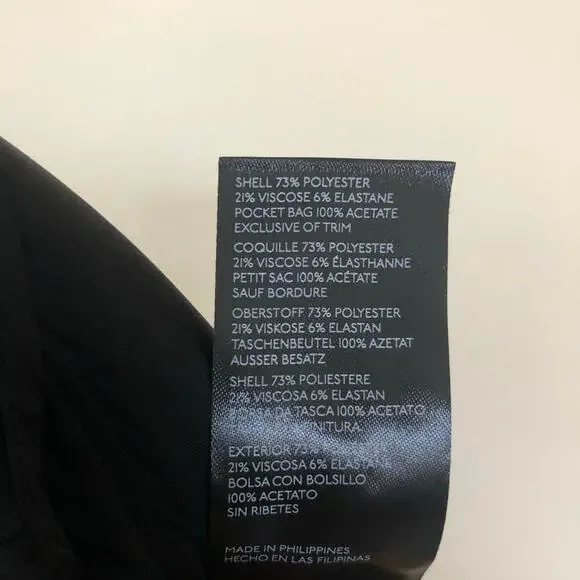 SHELL 73% POLYESTER
21% VISCOSE 6% ELASTANE
POCKET BAG 100% ACETATE
EXCLUSIVE OF TRIM
COQUILLE 73% POLYESTER
21% VISCOSE 6% ÉLASTHANNE
PETIT SAC 100% ACÉTATE
SAUF BORDURE
OBERSTOFF 73% POLYESTER
21% VISKOSE 6% ELASTAN
TASCHENBEUTEL 100% AZETAT
AUSSER BESATZ
SHELL 73% POLIESTERE
21% VISCOSA 6% ELASTAN
DA TASCA 100% ACETATO
EXTERIOR 73%
21% VISCOSA 6% ELASTANE
BOLSA CON BOLSILLO
100% ACETATO
SIN RIBETES
MADE IN PHILIPPINES
HECHO EN LAS FILIPINAS